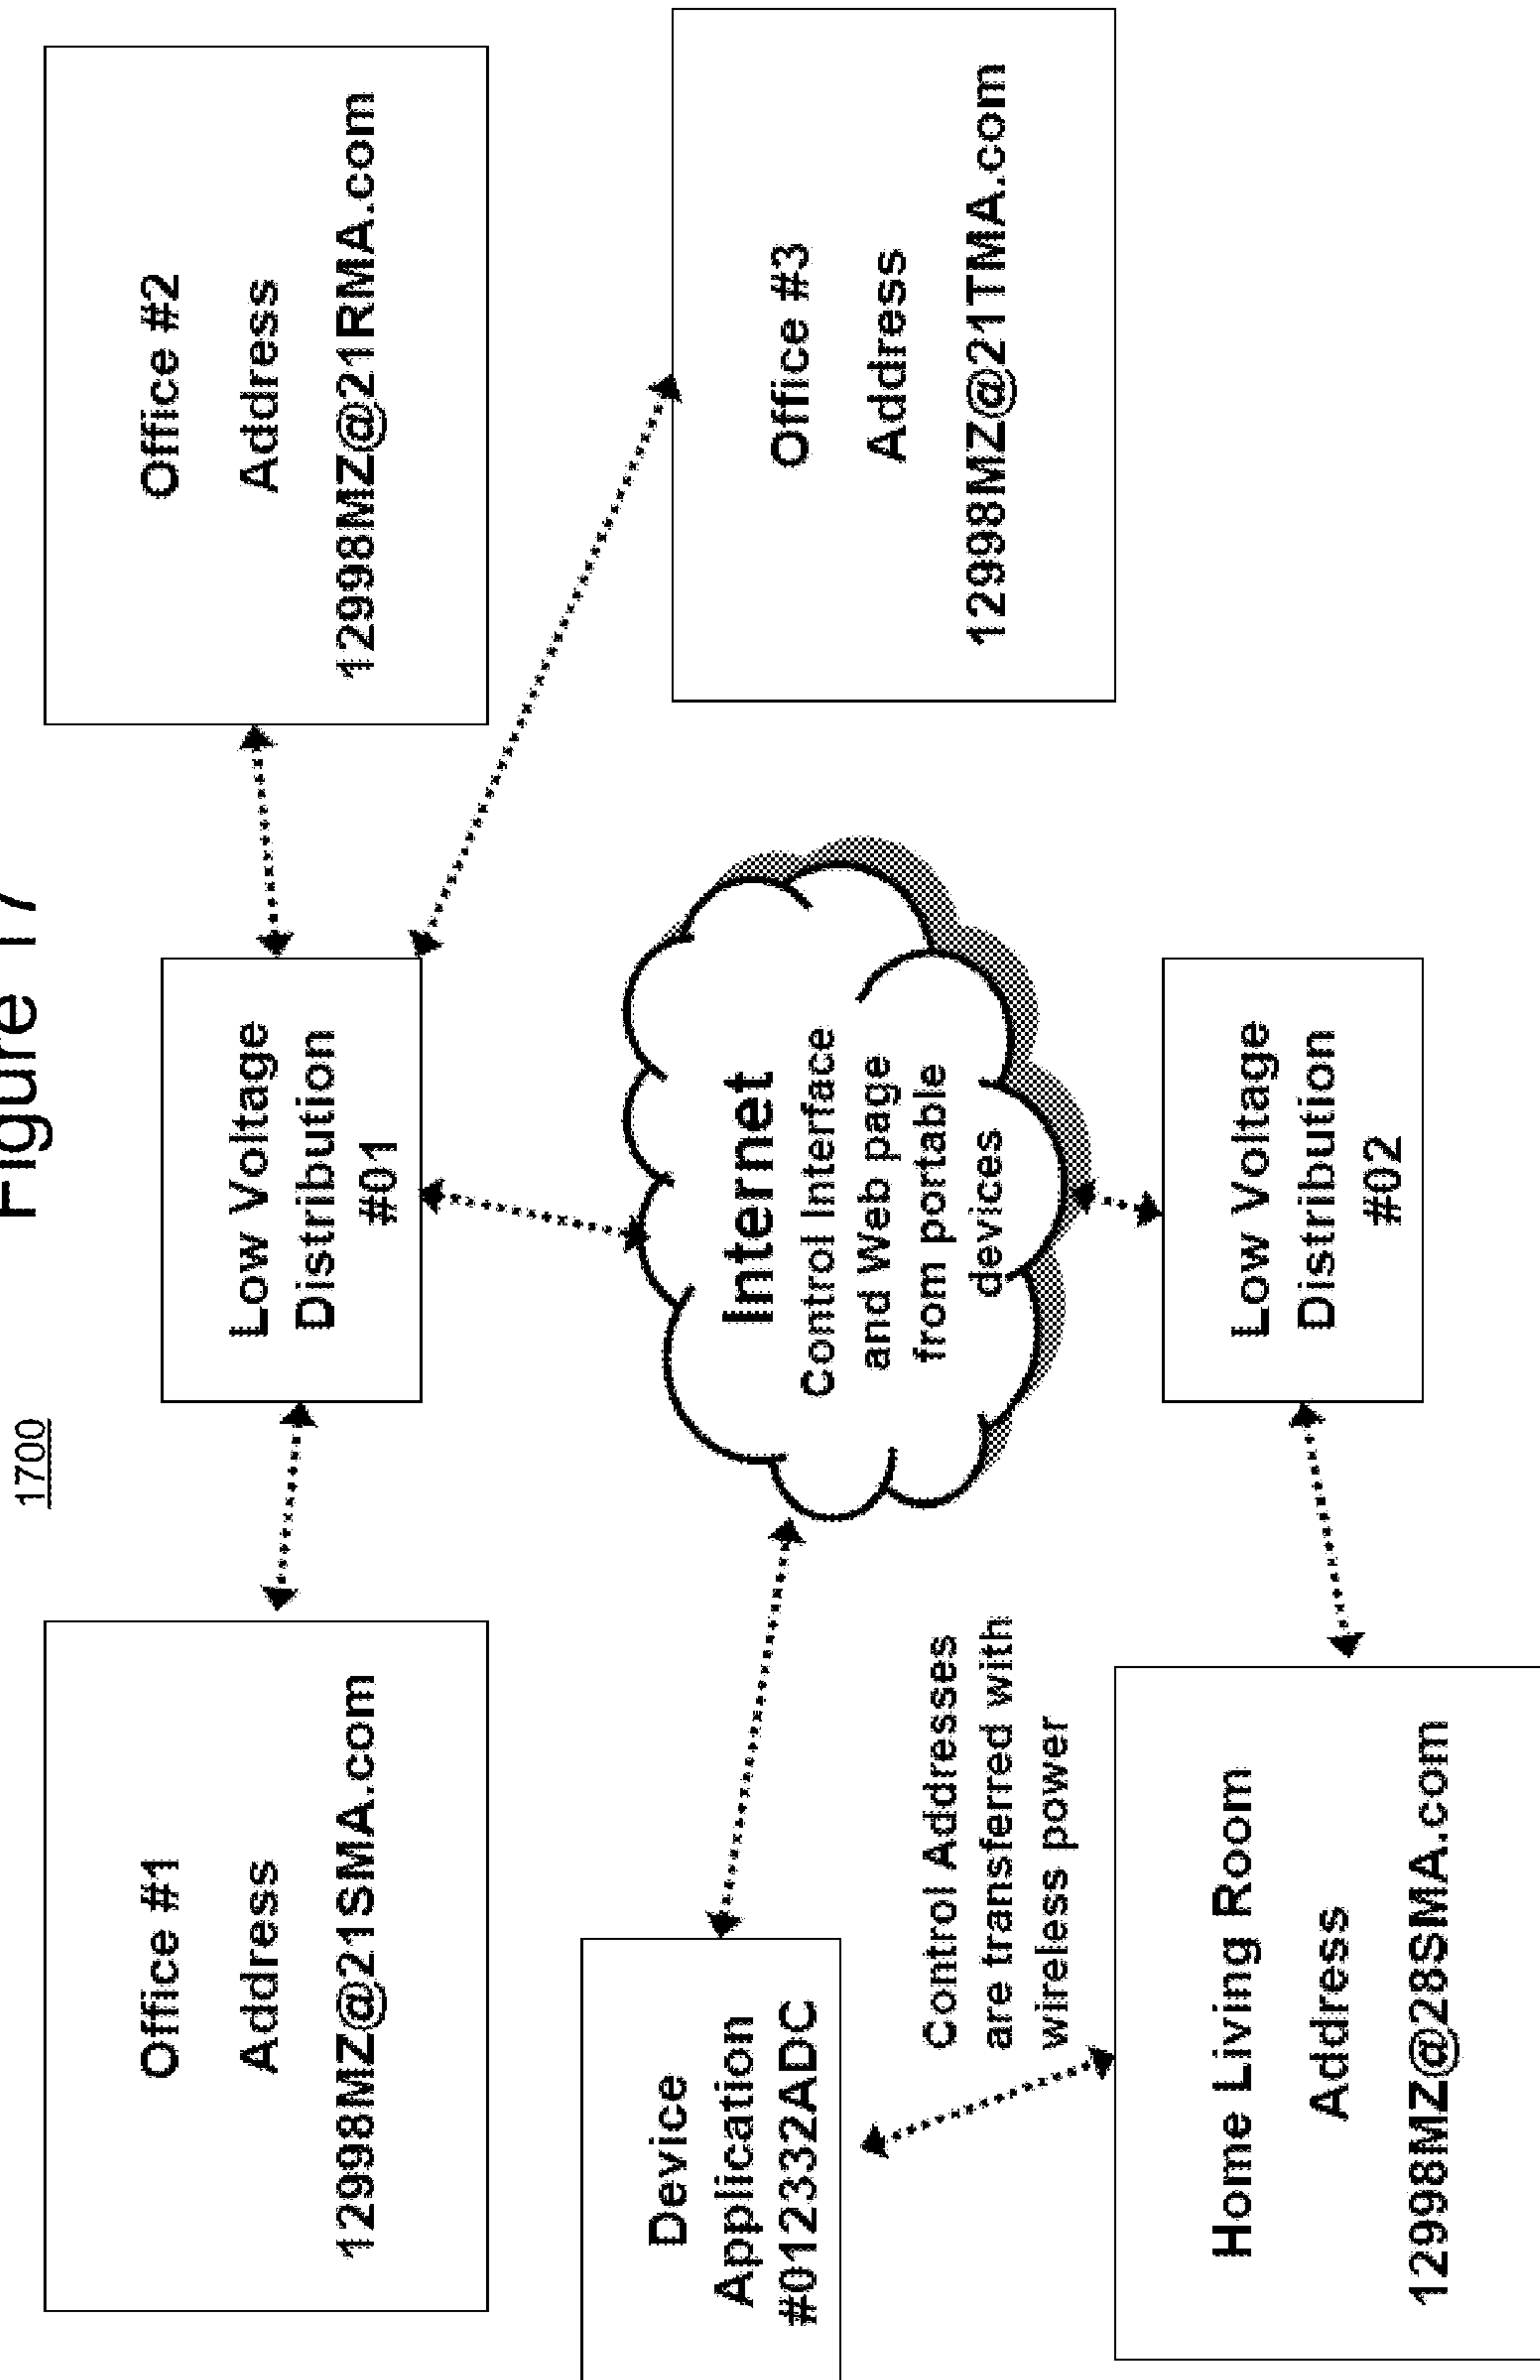 Figure 17
1700
Office #1
Address
12998MZ@21SMA.com
Low Voltage
Distribution
#01
Office #2
Address
12998MZ@21RMA.com
Device
Application
#012332ADC
Internet
Control Interface
and Web page
from portable
devices
Office #3
Address
12998MZ@21TMA.com
Control Addresses
are transferred with
wireless power
Home Living Room
Address
12998MZ@28SMA.com
Low Voltage
Distribution
#02